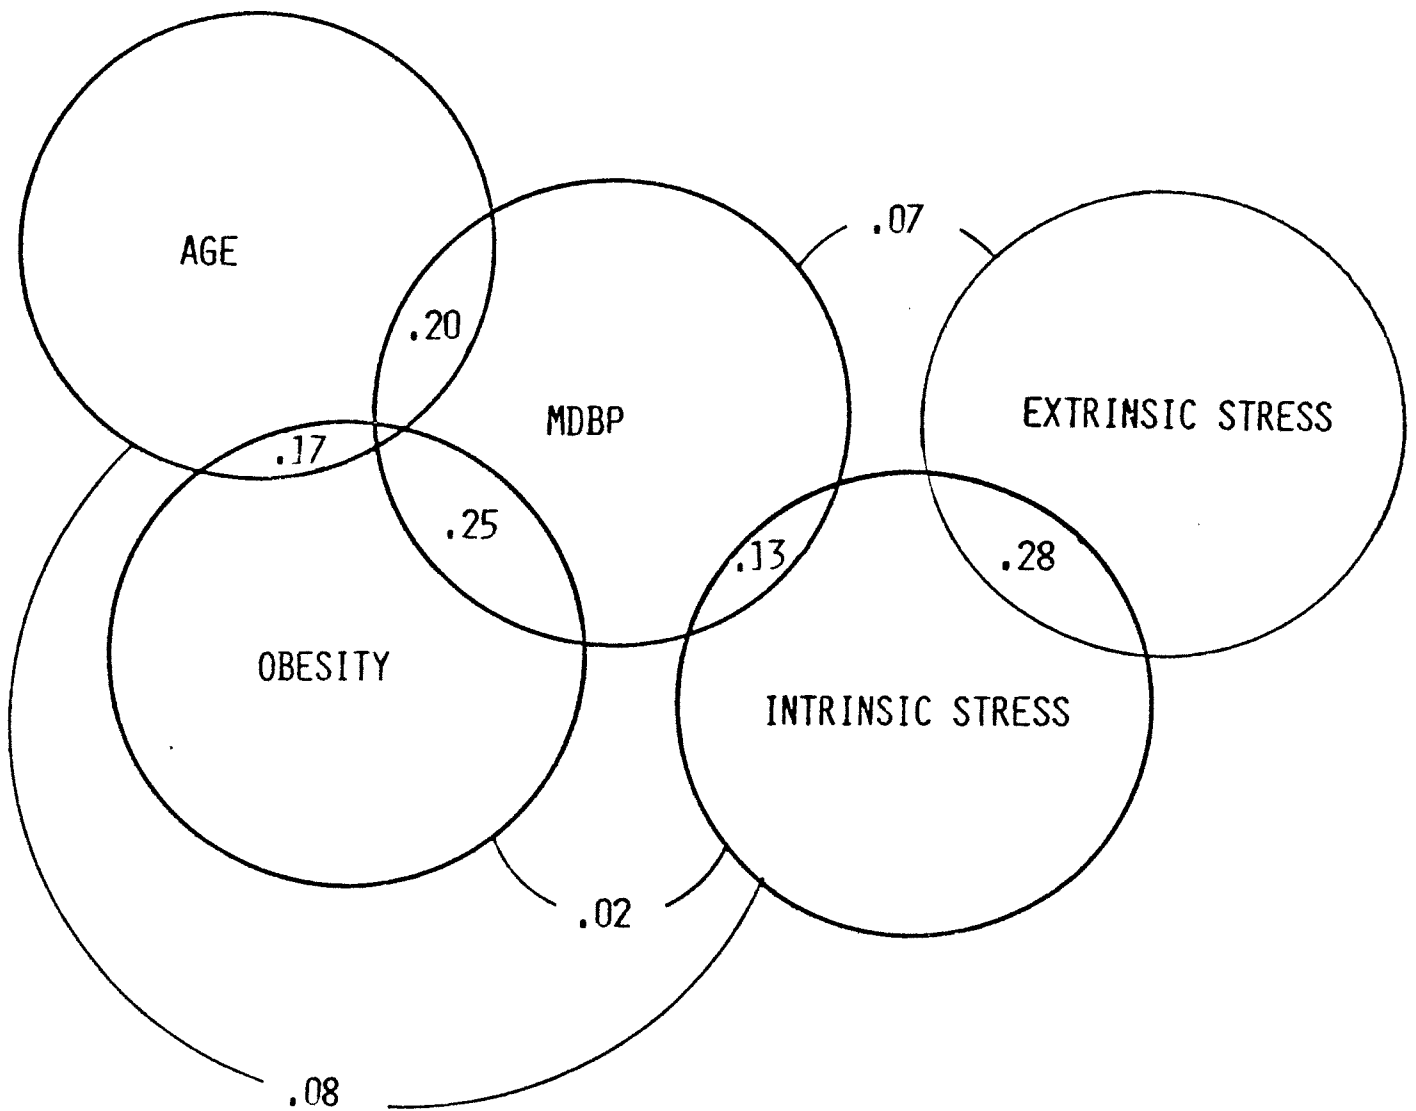 .07
AGE
.20
MDBP
EXTRINSIC STRESS
.17
.25
.13
.28
OBESITY
INTRINSIC STRESS
.02
.08